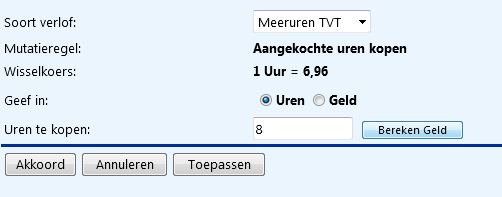 Soort verlof: Meeruren TVT
Mutatieregel: Aangekochte uren kopen
Wisselkoers: 1 Uur = 6,96
Geef in: Uren Geld
Uren te kopen: 8 Bereken Geld
Akkoord Annuleren Toepassen